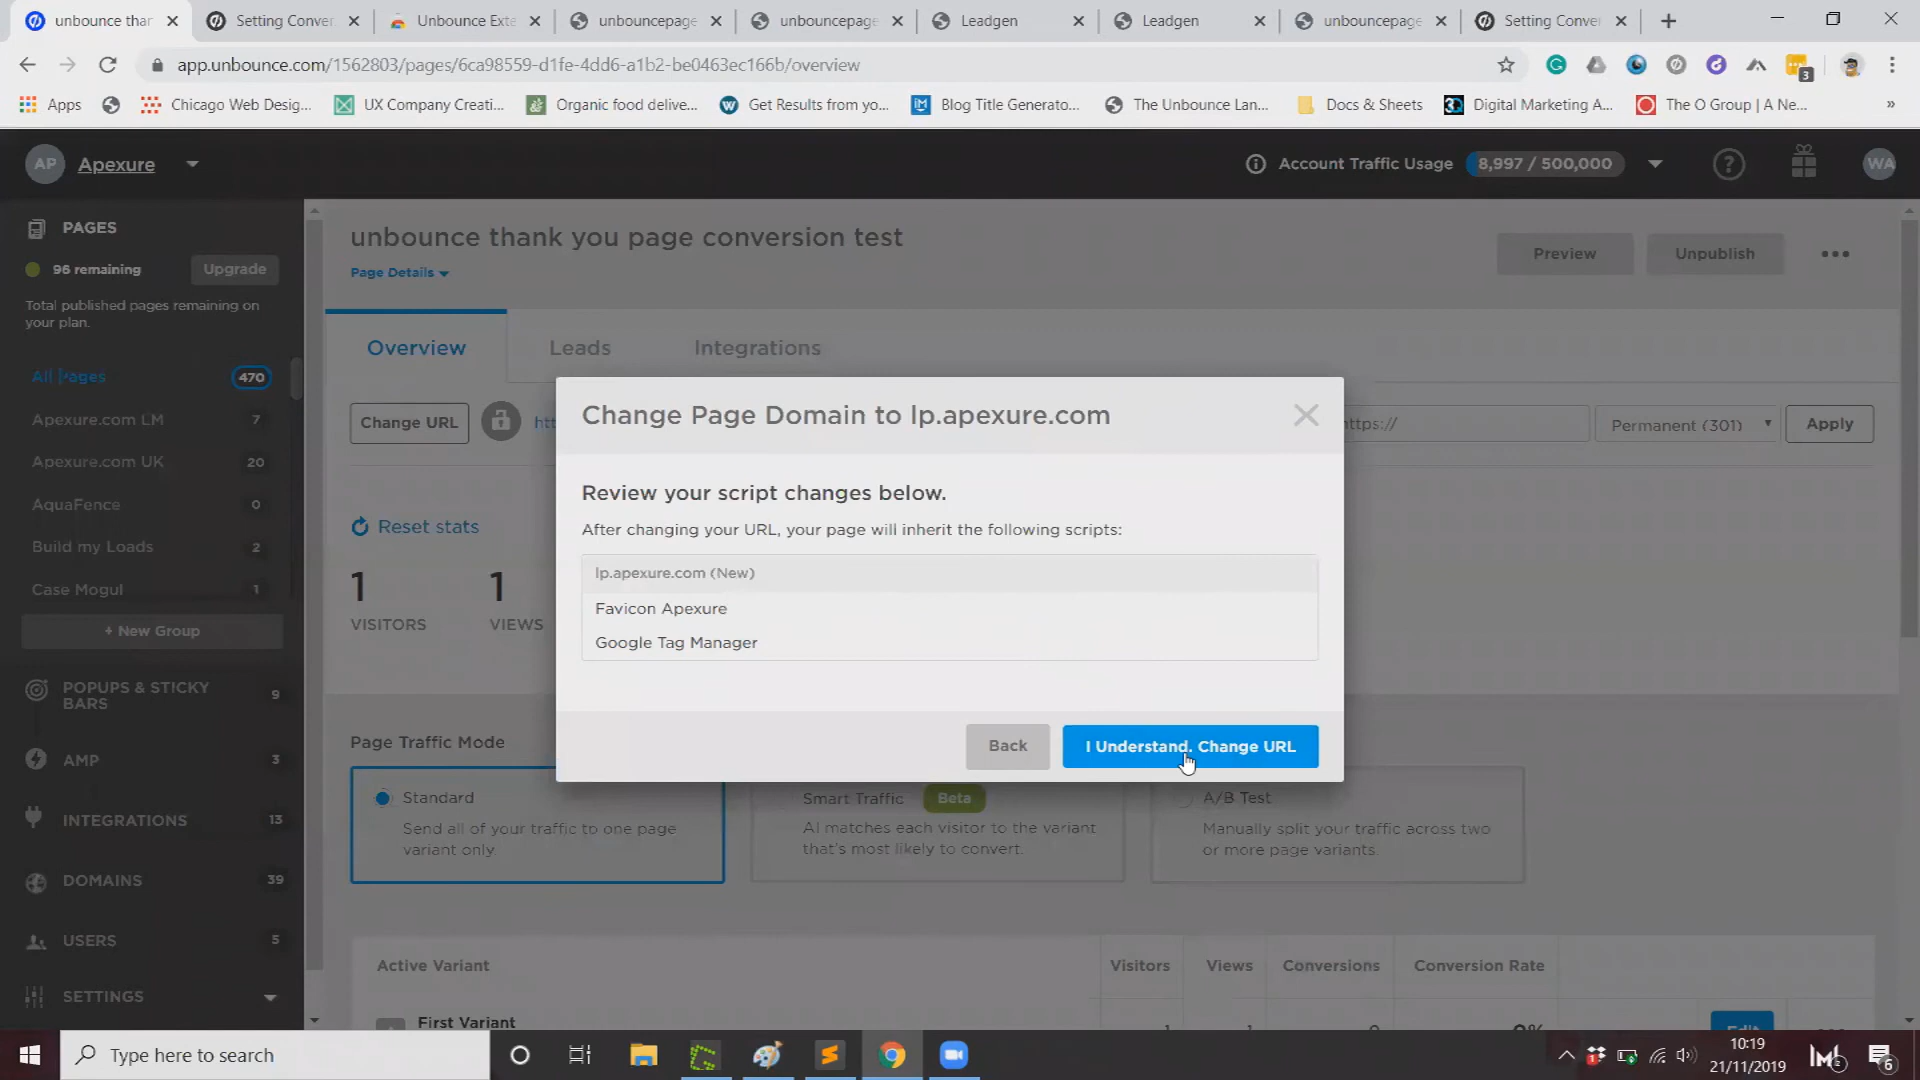 unbounce than
Setting Conver
Unbounce Exte
unbouncepage
unbouncepage
Leadgen
Leadgen
unbouncepage
Setting Conver
app.unbounce.com/1562803/pages/6ca98559-d1fe-4dd6-a1b2-be0463ec166b/overview
3
Apps
Chicago Web Desig...
UX Company Creati...
Organic food delive...
Get Results from yo...
Blog Title Generato...
The Unbounce Lan...
Docs & Sheets
Digital Marketing A...
The O Group | A Ne...
»
AP
Apexure
Account Traffic Usage
8,997 / 500,000
WA
PAGES
96 remaining
Upgrade
Total published pages remaining on
your plan.
All Pages
470
Apexure.com LM
7
Apexure.com UK
20
AquaFence
0
Build my Loads
2
Case Mogul
1
+ New Group
POPUPS & STICKY
BARS
9
AMP
3
INTEGRATIONS
13
DOMAINS
39
USERS
5
SETTINGS
unbounce thank you page conversion test
Page Details
Preview
Unpublish
Overview
Leads
Integrations
Change URL
htt
https://
Permanent (301)
Apply
Reset stats
1
VISITORS
1
VIEWS
Change Page Domain to lp.apexure.com
Review your script changes below.
After changing your URL, your page will inherit the following scripts:
lp.apexure.com (New)
Favicon Apexure
Google Tag Manager
Back
I Understand. Change URL
Page Traffic Mode
Standard
Send all of your traffic to one page
variant only.
Smart Traffic
Beta
AI matches each visitor to the variant
that's most likely to convert.
A/B Test
Manually split your traffic across two
or more page variants.
Active Variant
Visitors
Views
Conversions
Conversion Rate
First Variant
1
1
0
0%
Edit
Type here to search
10:19
21/11/2019
6